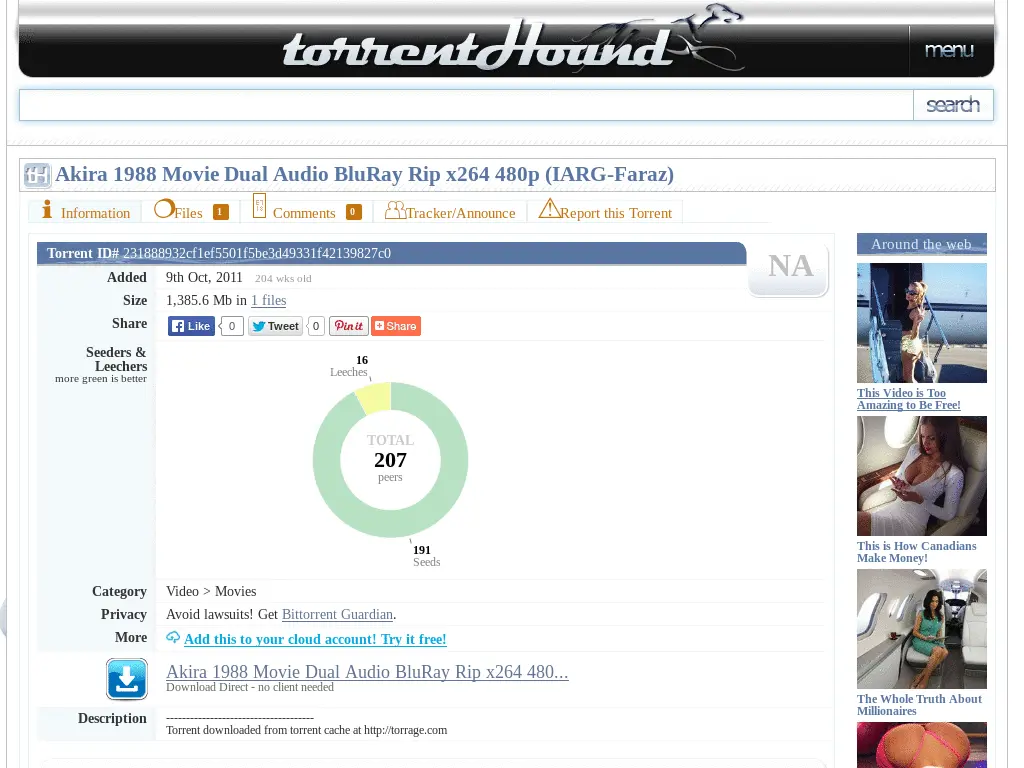 torrentHound
menu
search
tH Akira 1988 Movie Dual Audio BluRay Rip x264 480p (IARG-Faraz)
Information Files 1 Comments 0 Tracker/Announce Report this Torrent
Torrent ID# 231888932cf1ef5501f5be3d49331f42139827c0
NA
Added 9th Oct, 2011 204 wks old
Size 1,385.6 Mb in 1 files
Share Like 0 Tweet 0 Pin it Share
Seeders &
Leechers
more green is better
16
Leeches
TOTAL
207
peers
191
Seeds
Category Video > Movies
Privacy Avoid lawsuits! Get Bittorrent Guardian.
More Add this to your cloud account! Try it free!
Akira 1988 Movie Dual Audio BluRay Rip x264 480...
Download Direct - no client needed
Description -------------------------------------
Torrent downloaded from torrent cache at http://torrage.com
Around the web
This Video is Too
Amazing to Be Free!
This is How Canadians
Make Money!
The Whole Truth About
Millionaires